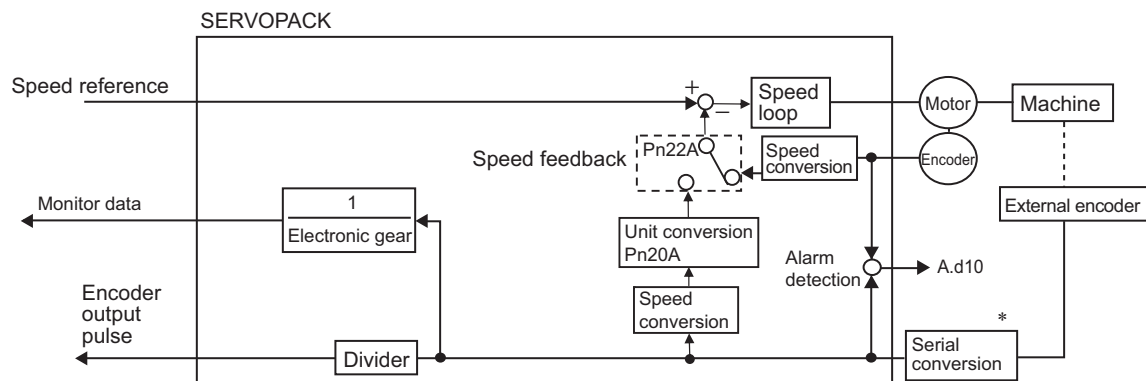 SERVOPACK
Speed reference
+
−
Speed
loop
Motor
Machine
Speed feedback
Pn22A
Speed
conversion
Encoder
Monitor data
1
Electronic gear
Unit conversion
Pn20A
External encoder
Alarm
detection
A.d10
Encoder
output
pulse
Speed
conversion
*
Divider
Serial
conversion